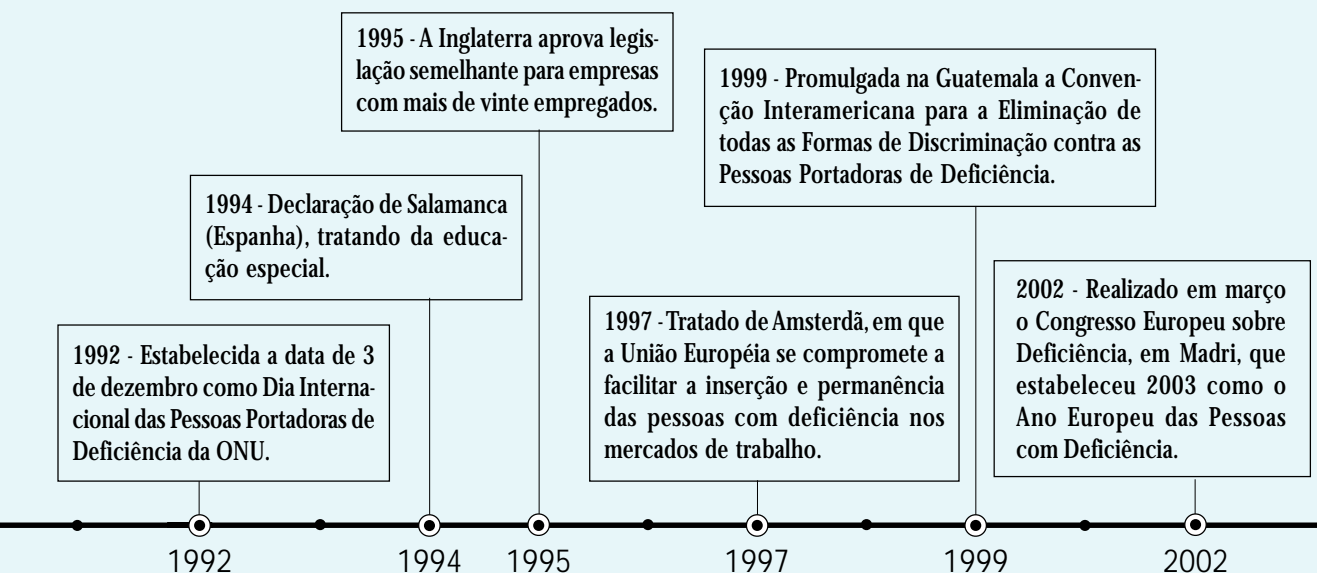 1995 - A Inglaterra aprova legis-
lação semelhante para empresas
com mais de vinte empregados.
1999 - Promulgada na Guatemala a Conven-
ção Interamericana para a Eliminação de
todas as Formas de Discriminação contra as
Pessoas Portadoras de Deficiência.
1994 - Declaração de Salamanca
(Espanha), tratando da educa-
ção especial.
2002 - Realizado em março
o Congresso Europeu sobre
Deficiência, em Madri, que
estabeleceu 2003 como o
Ano Europeu das Pessoas
com Deficiência.
1997 - Tratado de Amsterdã, em que
a União Européia se compromete a
facilitar a inserção e permanência
das pessoas com deficiência nos
mercados de trabalho.
1992 - Estabelecida a data de 3
de dezembro como Dia Interna-
cional das Pessoas Portadoras de
Deficiência da ONU.
1992 1994 1995 1997 1999 2002